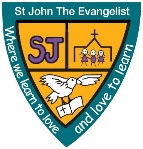 St John The Evangelist
SJ
Where we learn to love
and love to learn